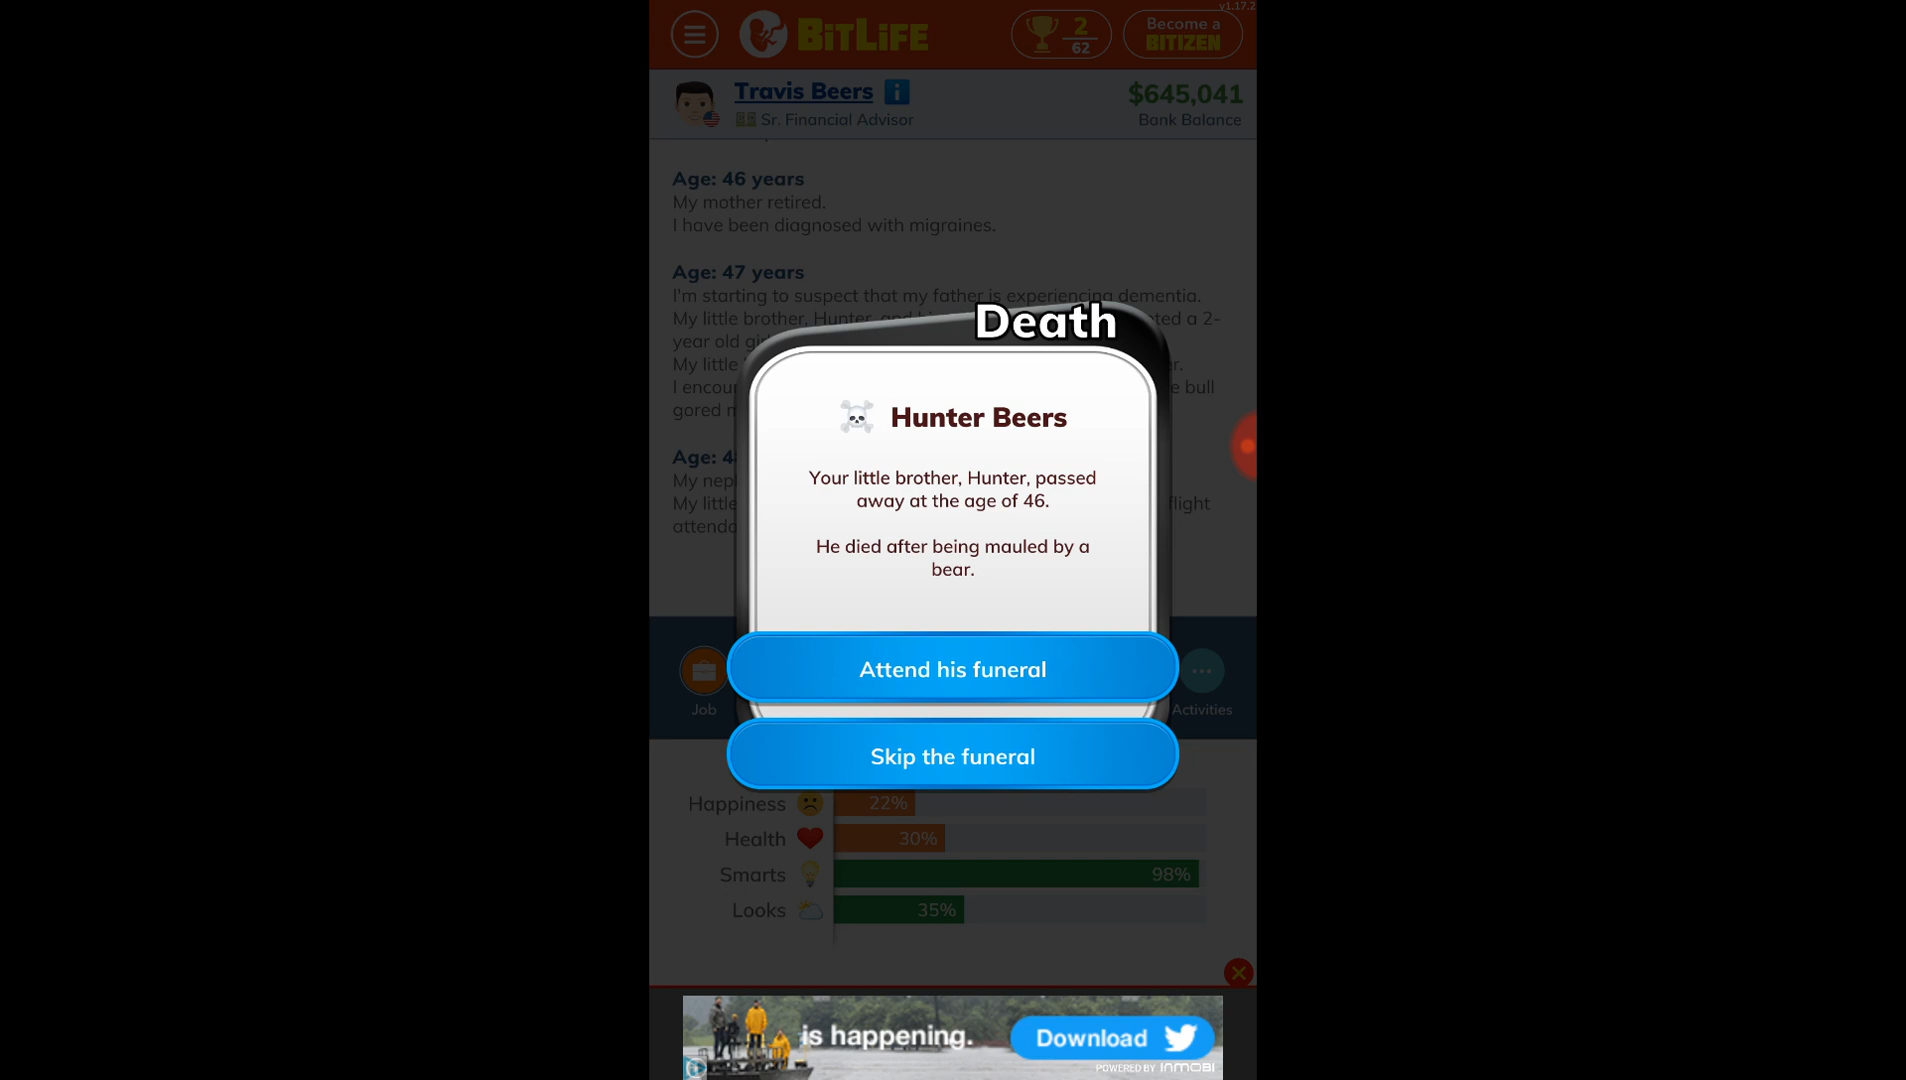 v1.17.2
BiTLiFE
2
62
Become a
BITIZEN
Travis Beers
$645,041
Sr. Financial Advisor
Bank Balance
Age: 46 years
My mother retired.
I have been diagnosed with migraines.
Age: 47 years
I'm starting to suspect that my father is experiencing dementia.
My little brother, Hunter,
ted a 2-
year old
Death
My little
I
bull
gored
Hunter Beers
Age:
My
Your little brother, Hunter, passed
away at the age of 46.
My little
flight
He died after being mauled by a
bear.
Attend his funeral
Job
Activities
Skip the funeral
Happiness 22%
Health 30%
Smarts 98%
Looks 35%
is happening.
Download
POWERED BY INMOBI